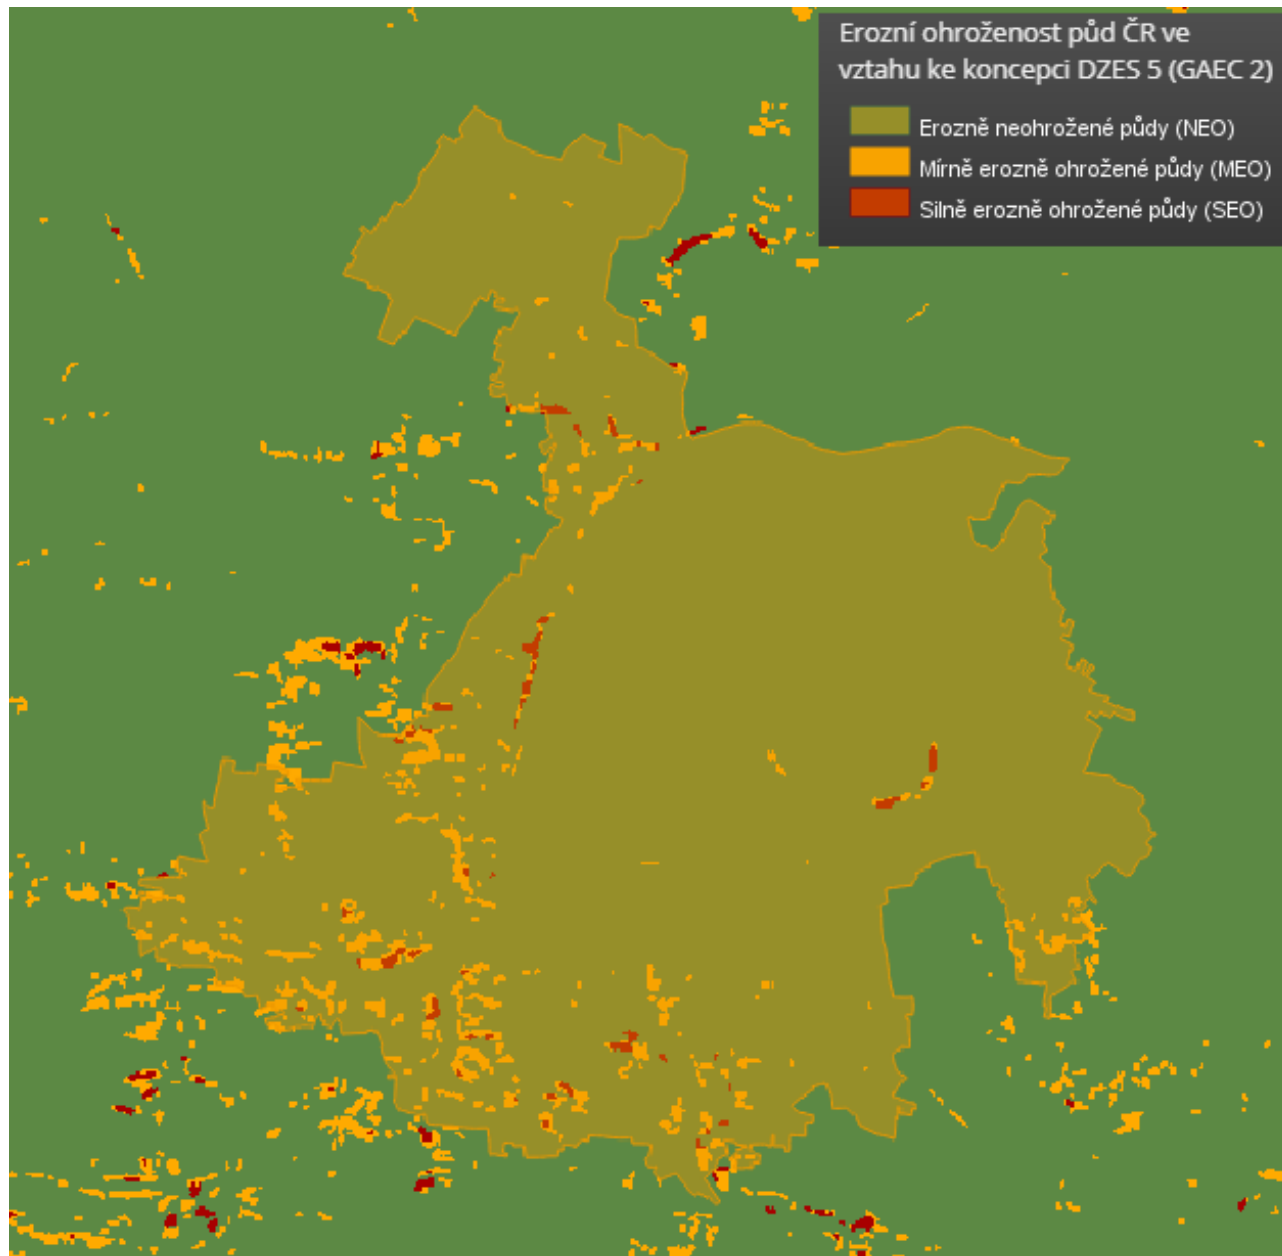 Erozní ohroženost půd ČR ve
vztahu ke koncepci DZES 5 (GAEC 2)
Erozně neohrožené půdy (NEO)
Mírně erozně ohrožené půdy (MEO)
Silně erozně ohrožené půdy (SEO)